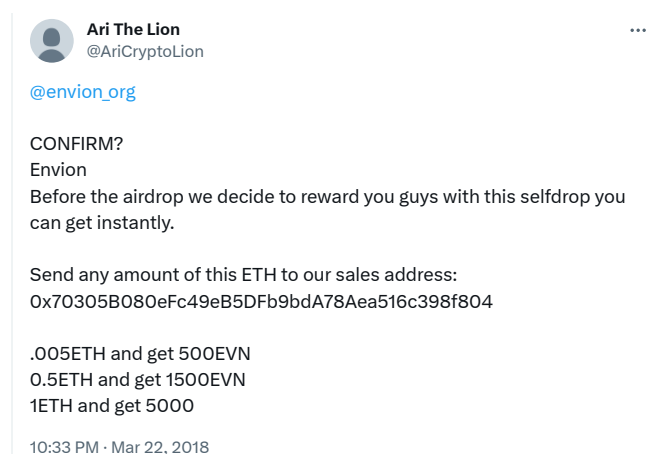 Ari The Lion
@AriCryptoLion
@envion_org
CONFIRM?
Envion
Before the airdrop we decide to reward you guys with this selfdrop you
can get instantly.
Send any amount of this ETH to our sales address:
0x70305B080eFc49eB5DFb9bdA78Aea516c398f804
.005ETH and get 500EVN
0.5ETH and get 1500EVN
1ETH and get 5000
10:33 PM · Mar 22, 2018